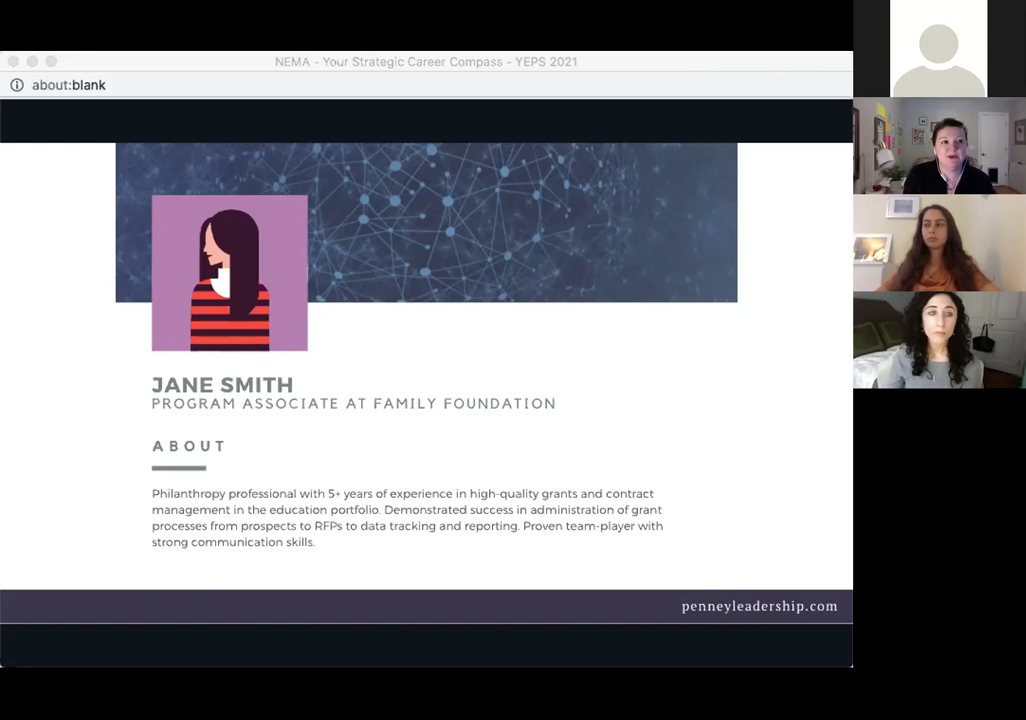 NEMA - Your Strategic Career Compass - YEPS 2021
about:blank
JANE SMITH
PROGRAM ASSOCIATE AT FAMILY FOUNDATION
ABOUT
Philanthropy professional with 5+ years of experience in high-quality grants and contract
management in the education portfolio. Demonstrated success in administration of grant
processes from prospects to RFPs to data tracking and reporting. Proven team-player with
strong communication skills.
penneyleadership.com